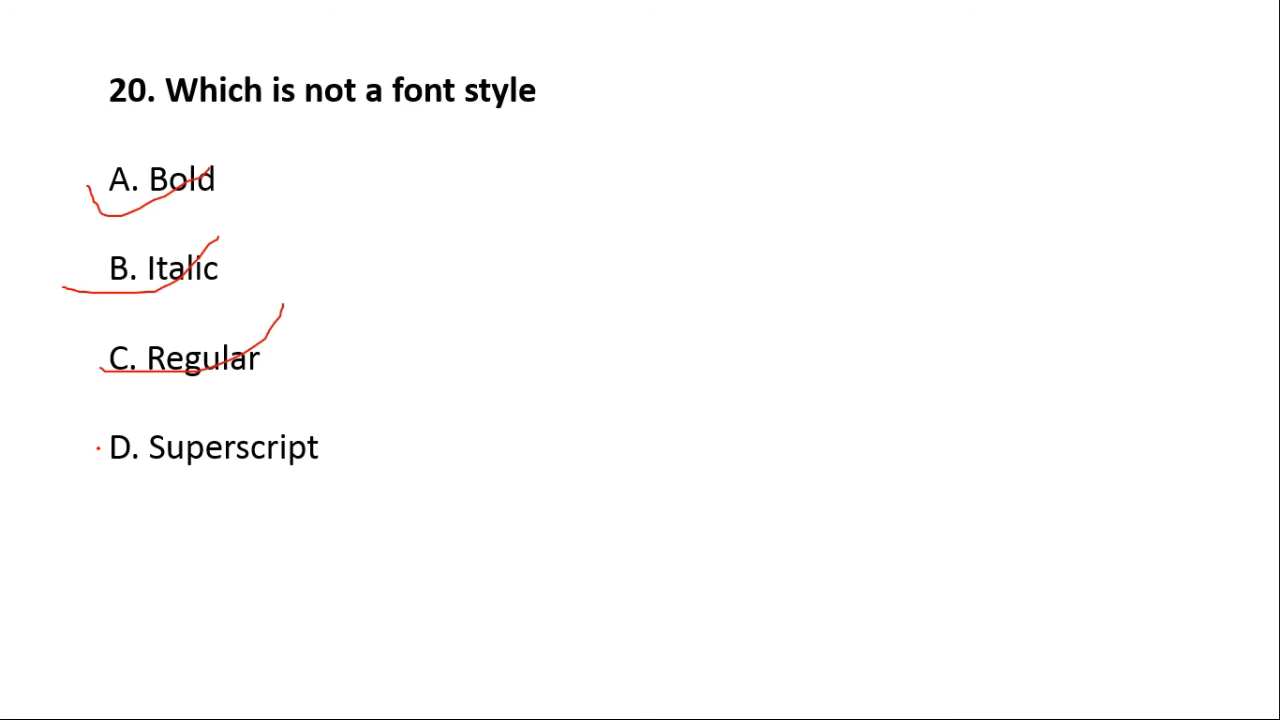 20. Which is not a font style
A. Bold
B. Italic
C. Regular
D. Superscript